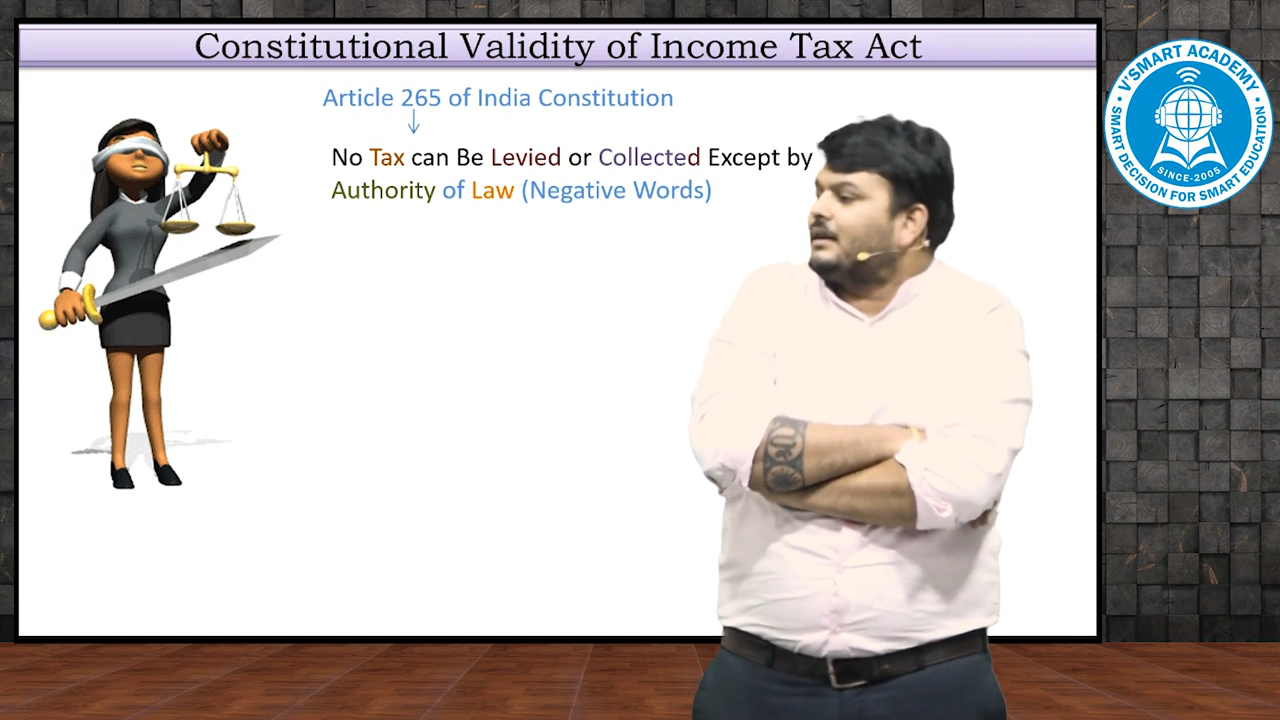 Constitutional Validity of Income Tax Act
Article 265 of India Constitution
No Tax can Be Levied or Collected Except by
Authority of Law (Negative Words)
V'SMART ACADEMY
SINCE-2005
SMART DECISION FOR SMART EDUCATION